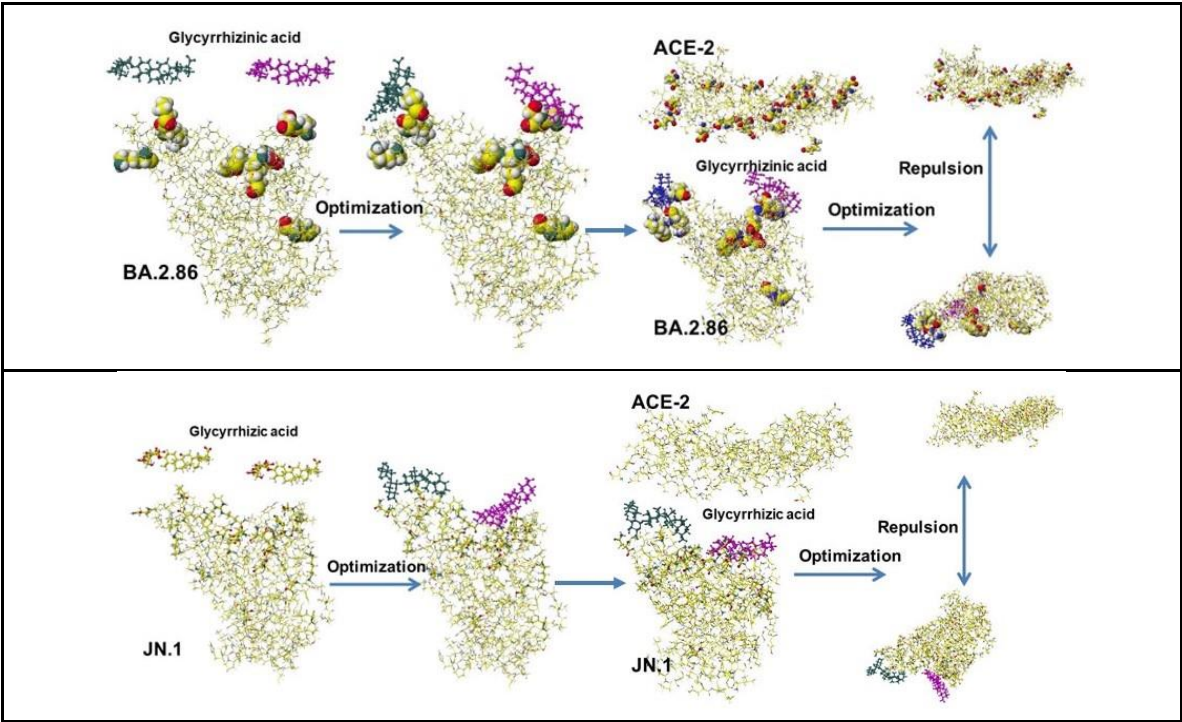 Glycyrrhizinic acid
ACE-2
Glycyrrhizinic acid
Repulsion
Optimization
Optimization
BA.2.86
BA.2.86
ACE-2
Glycyrrhizic acid
Glycyrrhizic acid
Repulsion
Optimization
Optimization
JN.1
JN.1